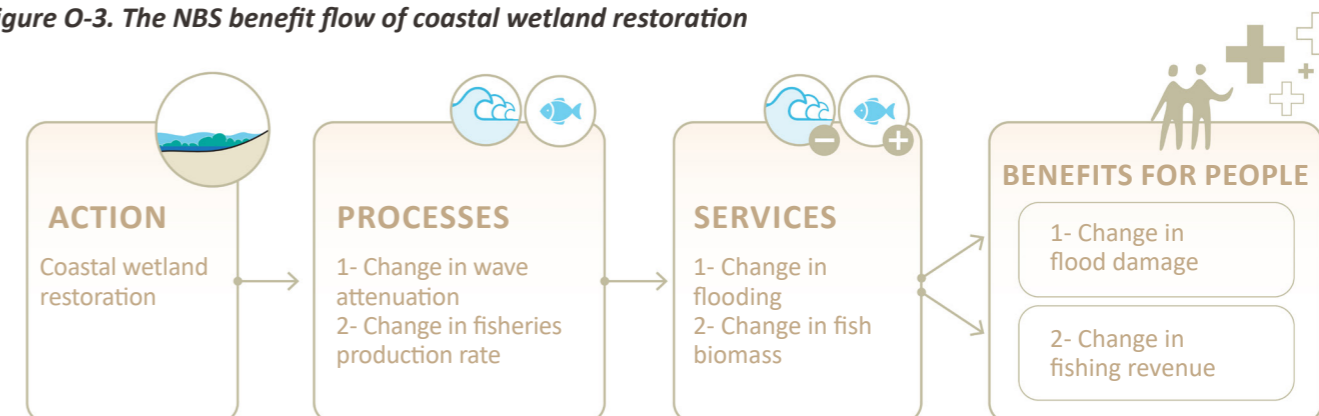 igure O-3. The NBS benefit flow of coastal wetland restoration
ACTION
Coastal wetland
restoration
PROCESSES
1- Change in wave
attenuation
2- Change in fisheries
production rate
SERVICES
1- Change in
flooding
2- Change in fish
biomass
BENEFITS FOR PEOPLE
1- Change in
flood damage
2- Change in
fishing revenue